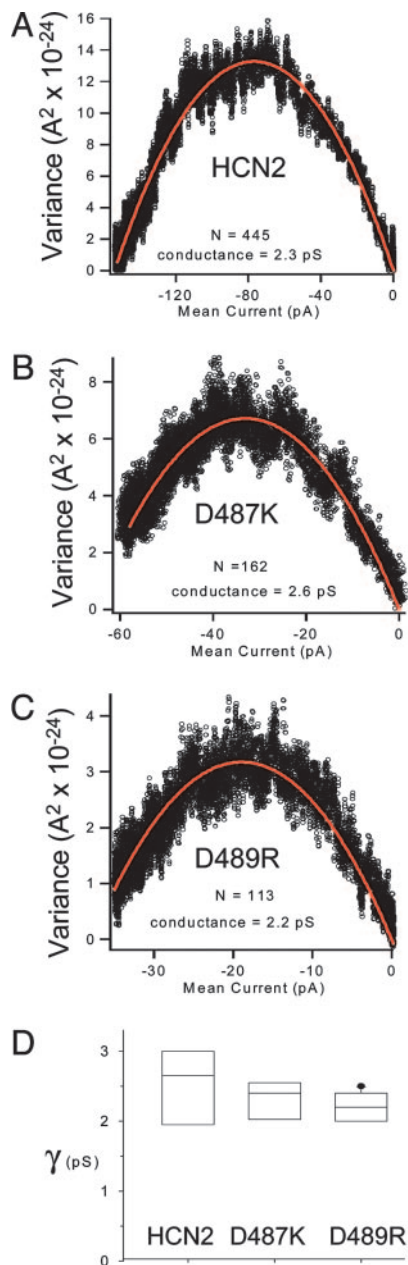 A
Variance (A² x 10⁻²⁴)
16
14
12
10
8
6
4
2
0
HCN2
N = 445
conductance = 2.3 pS
-120 -80 -40 0
Mean Current (pA)
B
Variance (A² x 10⁻²⁴)
8
6
4
2
0
D487K
N =162
conductance = 2.6 pS
-60 -40 -20 0
Mean Current (pA)
C
Variance (A² x 10⁻²⁴)
4
3
2
1
0
D489R
N = 113
conductance = 2.2 pS
-30 -20 -10 0
Mean Current (pA)
D
γ (pS)
3
2
1
0
HCN2 D487K D489R